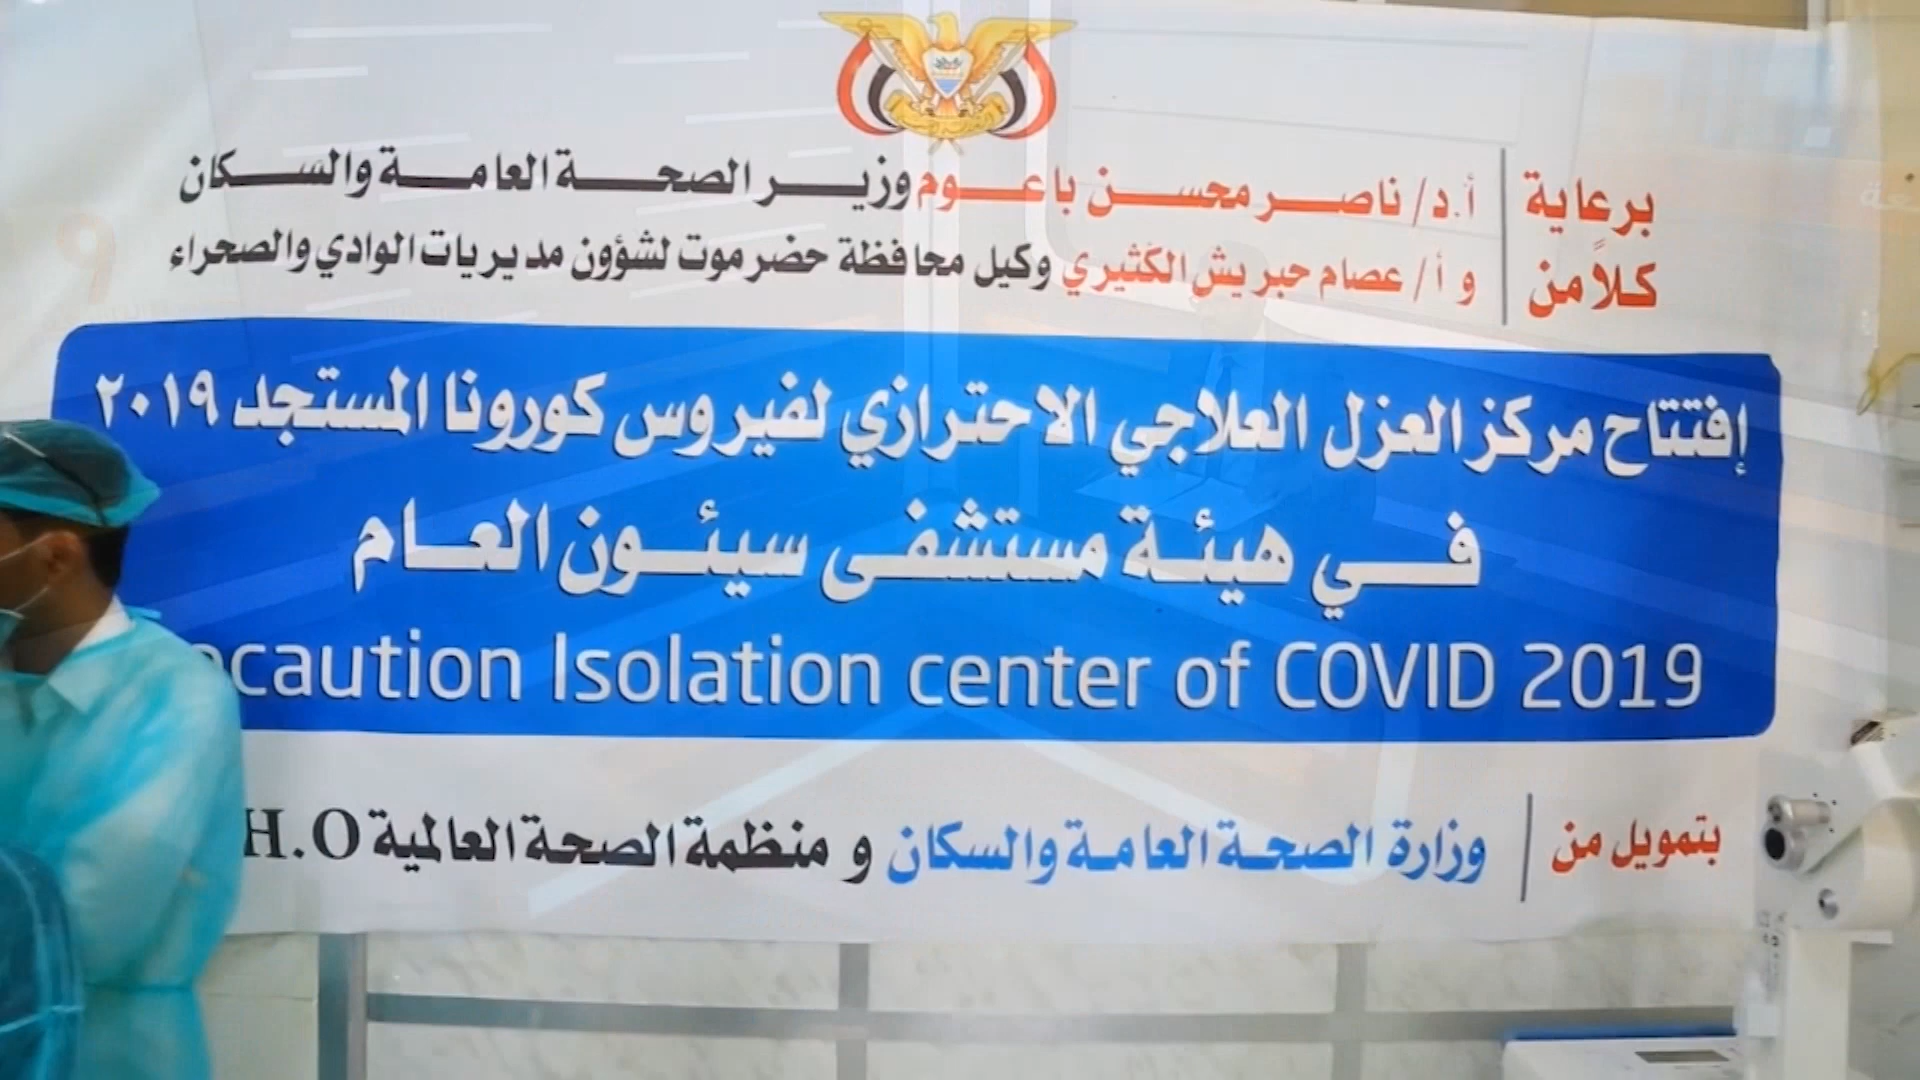 برعاية كلاً من
أ.د/ ناصر محسن باعوم وزير الصحة العامة والسكان
و أ/ عصام حبريش الكثيري وكيل محافظة حضرموت لشؤون مديريات الوادي والصحراء
إفتتاح مركز العزل العلاجي الاحترازي لفيروس كورونا المستجد ٢٠١٩
في هيئة مستشفى سيئون العام
ecaution Isolation center of COVID 2019
بتمويل من وزارة الصحة العامة والسكان و منظمة الصحة العالمية H.O